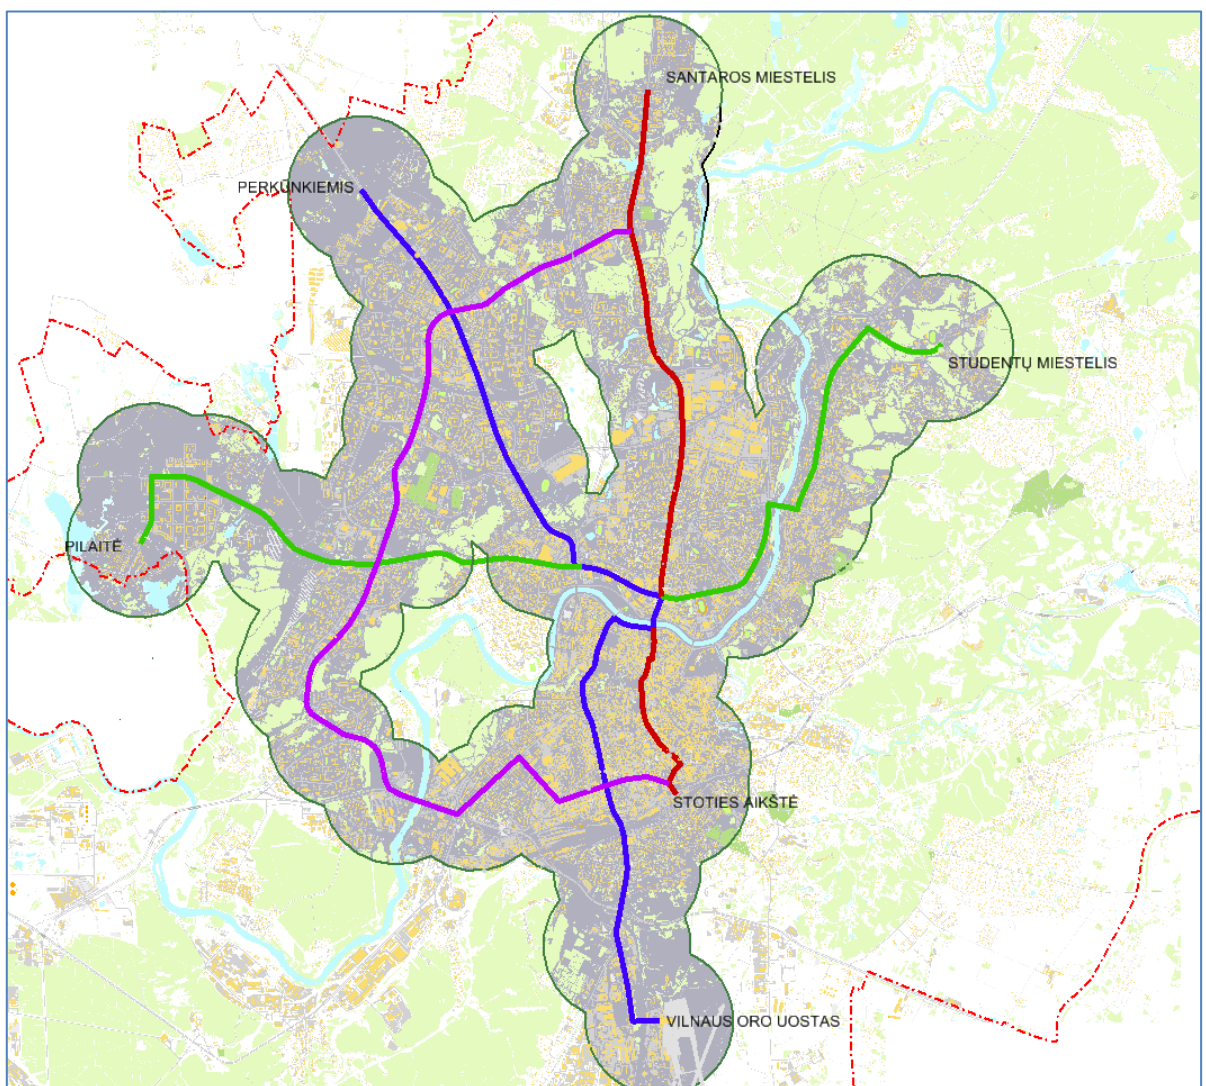 SANTAROS MIESTELIS
PERKŪNKIEMIS
STUDENTŲ MIESTELIS
PILAITĖ
STOTIES AIKŠTĖ
VILNAUS ORO UOSTAS